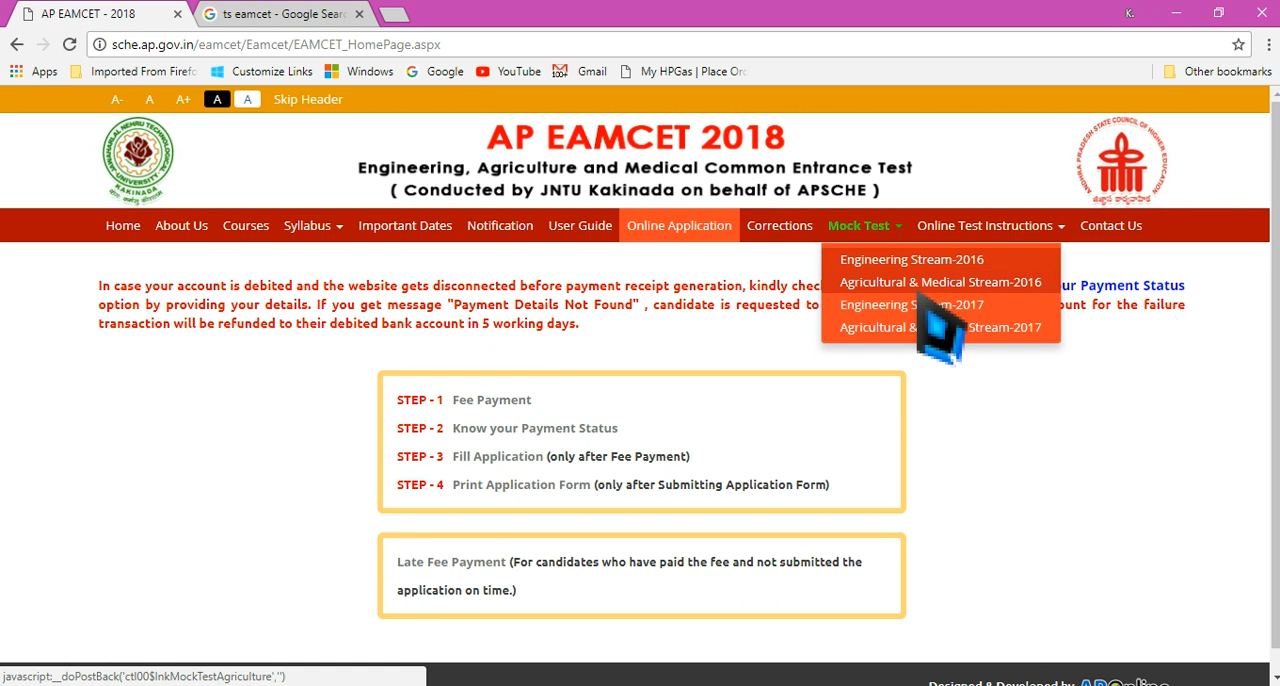 AP EAMCET - 2018
ts eamcet - Google Sear
K.
sche.ap.gov.in/eamcet/Eamcet/EAMCET_HomePage.aspx
Apps Imported From Firefo Customize Links Windows Google YouTube Gmail My HPGas | Place Or Other bookmarks
A- A A+ A A Skip Header
AP EAMCET 2018
Engineering, Agriculture and Medical Common Entrance Test
( Conducted by JNTU Kakinada on behalf of APSCHE )
Home About Us Courses Syllabus Important Dates Notification User Guide Online Application Corrections Mock Test Online Test Instructions Contact Us
Engineering Stream-2016
Agricultural & Medical Stream-2016
Engineering S m-2017
Agricultural & Stream-2017
In case your account is debited and the website gets disconnected before payment receipt generation, kindly chec ur Payment Status
option by providing your details. If you get message "Payment Details Not Found" , candidate is requested to ount for the failure
transaction will be refunded to their debited bank account in 5 working days.
STEP - 1 Fee Payment
STEP - 2 Know your Payment Status
STEP - 3 Fill Application (only after Fee Payment)
STEP - 4 Print Application Form (only after Submitting Application Form)
Late Fee Payment (For candidates who have paid the fee and not submitted the
application on time.)
javascript:__doPostBack('ctl00$lnkMockTestAgriculture','')
Designed & Developed by APOnline